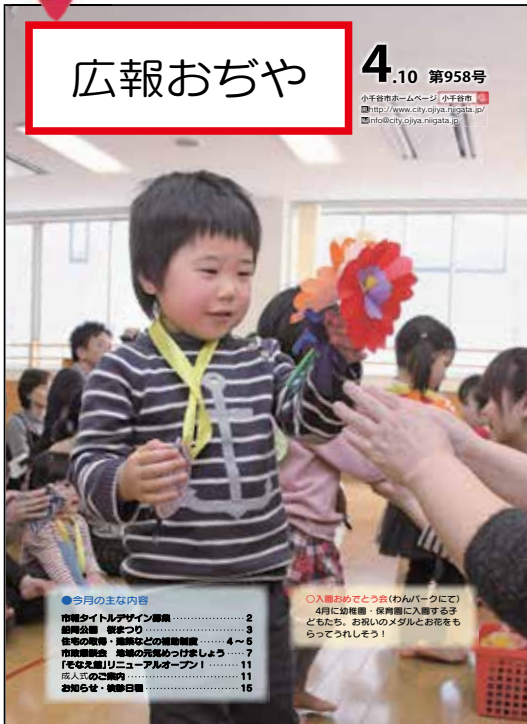 広報おぢや
4.10 第958号
小千谷市ホームページ 小千谷市
http://www.city.ojiya.niigata.jp/
info@city.ojiya.niigata.jp
●今月の主な内容
市報タイトルデザイン募集…………………2
船岡公園 桜まつり…………………3
住宅の取得・建築などの補助制度……4〜5
市政懇談会 地域の元気めっけましょう……7
「そなえ館」リニューアルオープン!………11
成人式のご案内…………………11
お知らせ・検診日程…………………15
○入園おめでとう会(わんパークにて)
4月に幼稚園・保育園に入園する子
どもたち。お祝いのメダルとお花をも
らってうれしそう!